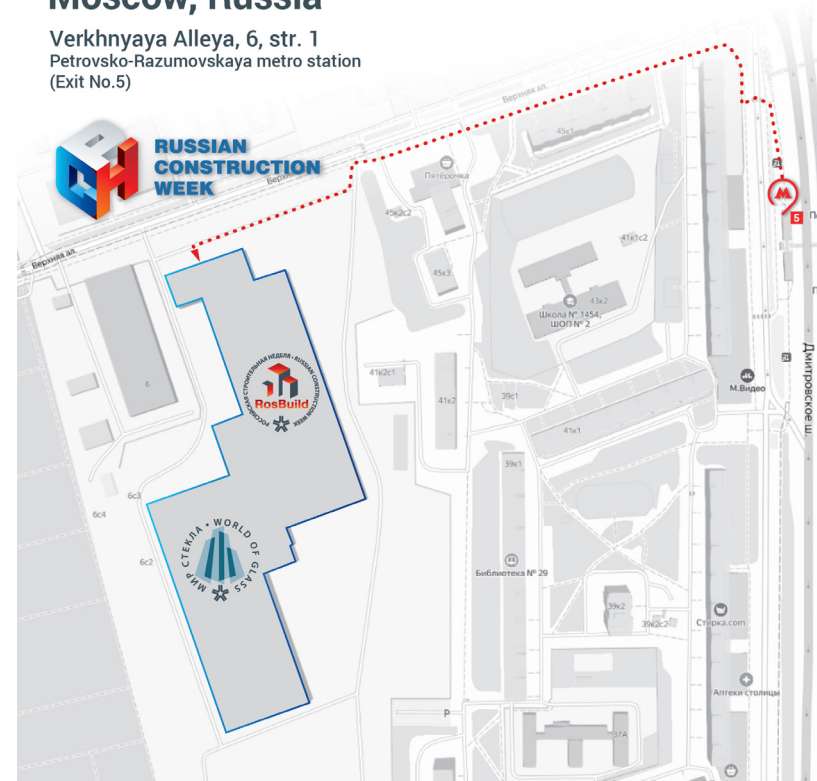 Moscow, Russia
Verkhnyaya Alleya, 6, str. 1
Petrovsko-Razumovskaya metro station
(Exit No.5)
RUSSIAN
CONSTRUCTION
WEEK
Верхняя ал.
45к1
Пятёрочка
Верхняя
45к2с2
5
41к1с2
Верхняя ал.
45к3
43к2
Школа № 1454,
ШОП № 2
Дмитровское ш.
РОССИЙСКАЯ СТРОИТЕЛЬНАЯ НЕДЕЛЯ • RUSSIAN CONSTRUCTION WEEK
RosBuild
41к2с1
М.Видео
6
39с1
41к2
41к1
39к1
6с3
6с4
МИР СТЕКЛА • WORLD OF GLASS
6с2
Библиотека № 29
39к2
39к2с2
Стирка.com
Аптеки столицы
р
37А